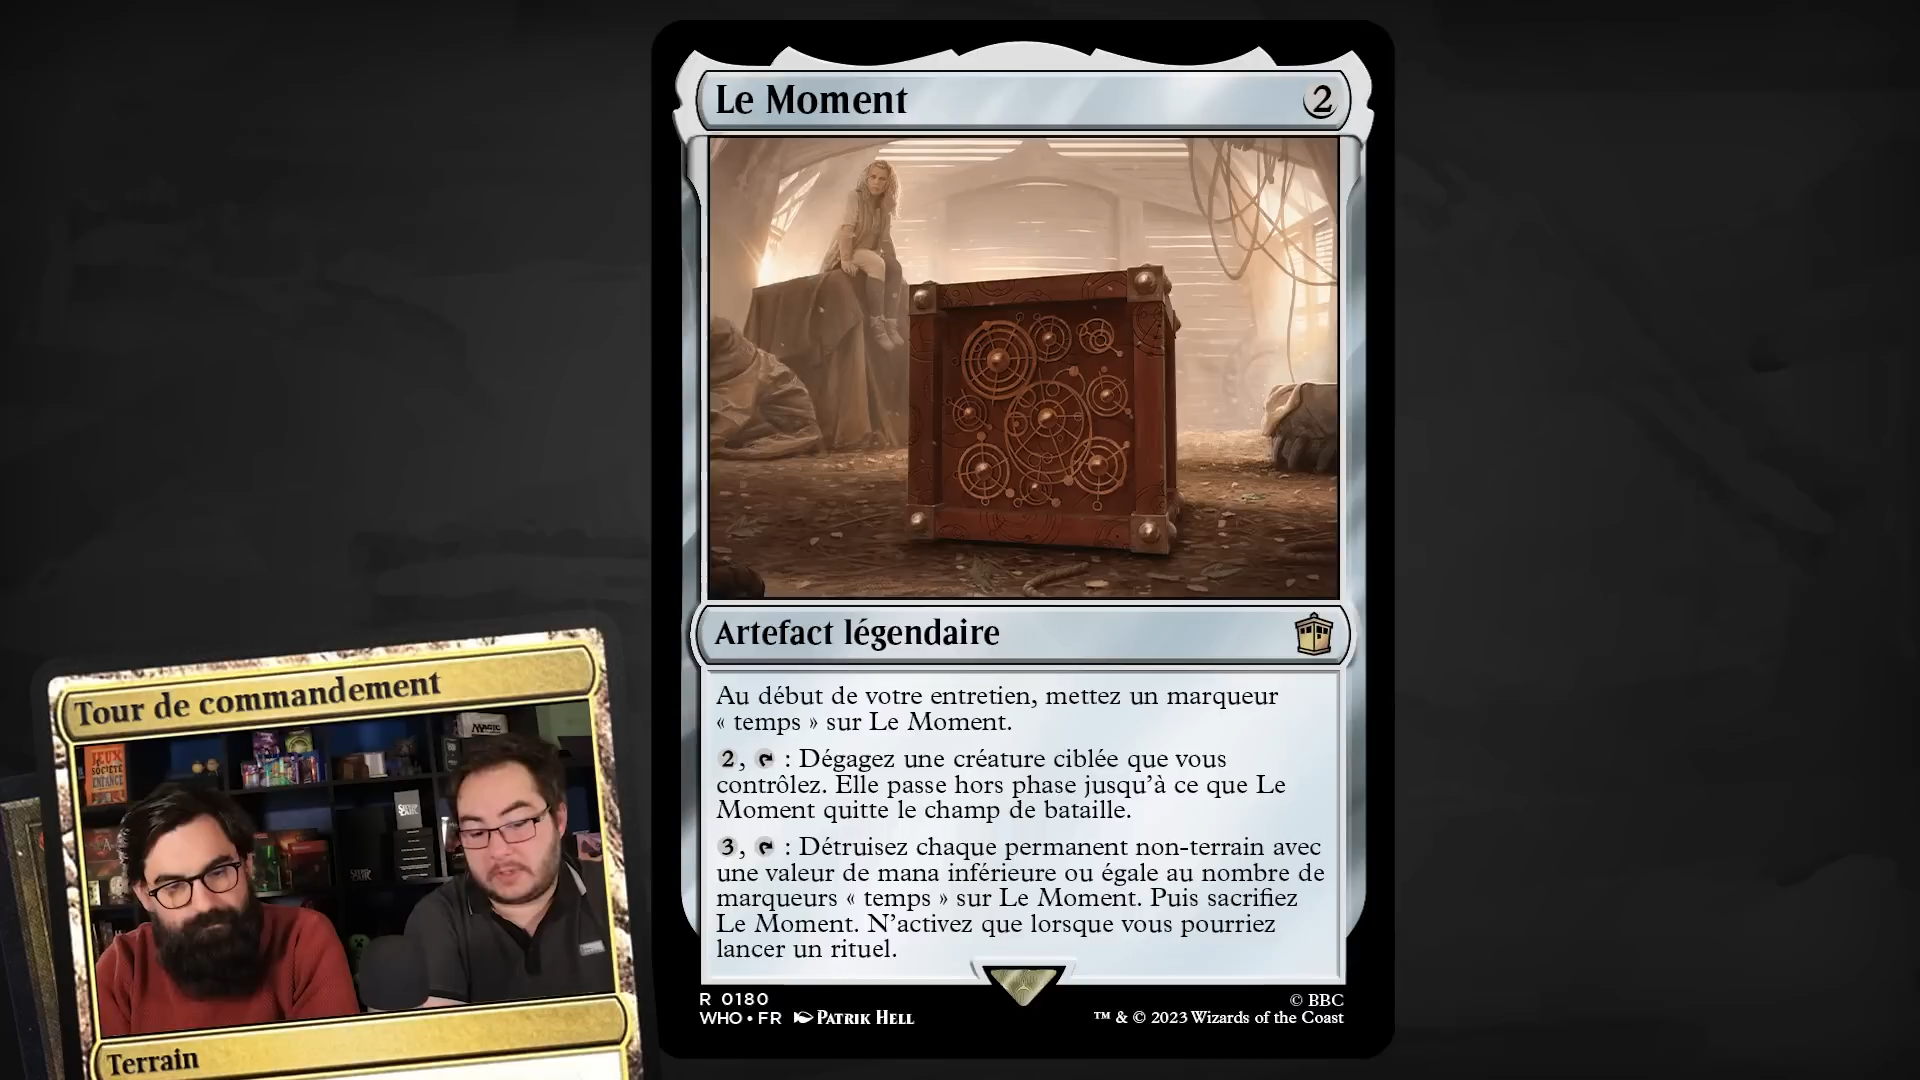 Le Moment
2
Artefact légendaire
Au début de votre entretien, mettez un marqueur
« temps » sur Le Moment.
2, : Dégagez une créature ciblée que vous
contrôlez. Elle passe hors phase jusqu'à ce que Le
Moment quitte le champ de bataille.
3, : Détruisez chaque permanent non-terrain avec
une valeur de mana inférieure ou égale au nombre de
marqueurs « temps » sur Le Moment. Puis sacrifiez
Le Moment. N'activez que lorsque vous pourriez
lancer un rituel.
R 0180
WHO • FR PATRIK HELL
© BBC
™ & © 2023 Wizards of the Coast
Tour de commandement
JEUX
SOCIÉTÉ
ENFANCE
MAGIC
Terrain